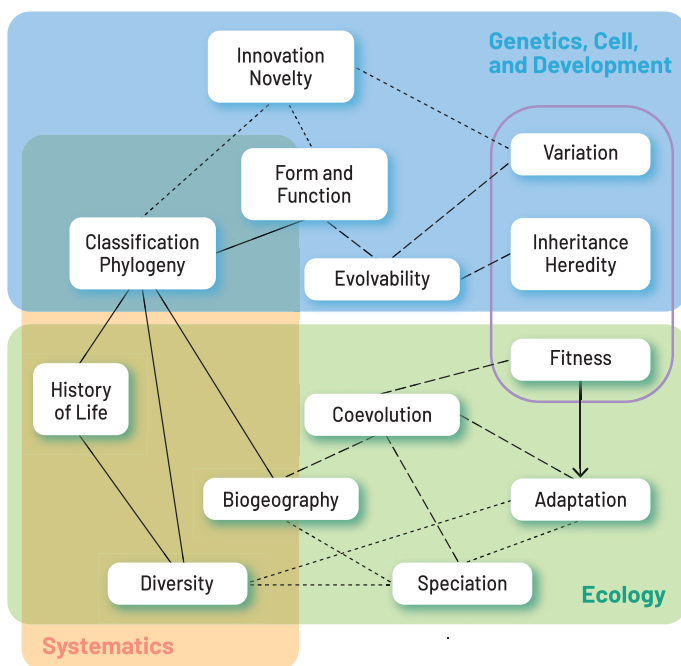 Innovation
Novelty
Genetics, Cell,
and Development
Variation
Form and
Function
Classification
Phylogeny
Inheritance
Heredity
Evolvability
Fitness
History
of Life
Coevolution
Biogeography
Adaptation
Diversity
Speciation
Ecology
Systematics